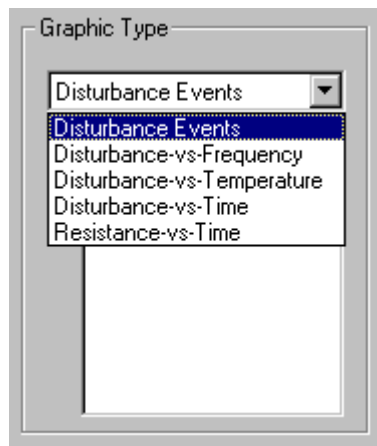 Graphic Type
Disturbance Events
Disturbance Events
Disturbance-vs-Frequency
Disturbance-vs-Temperature
Disturbance-vs-Time
Resistance-vs-Time